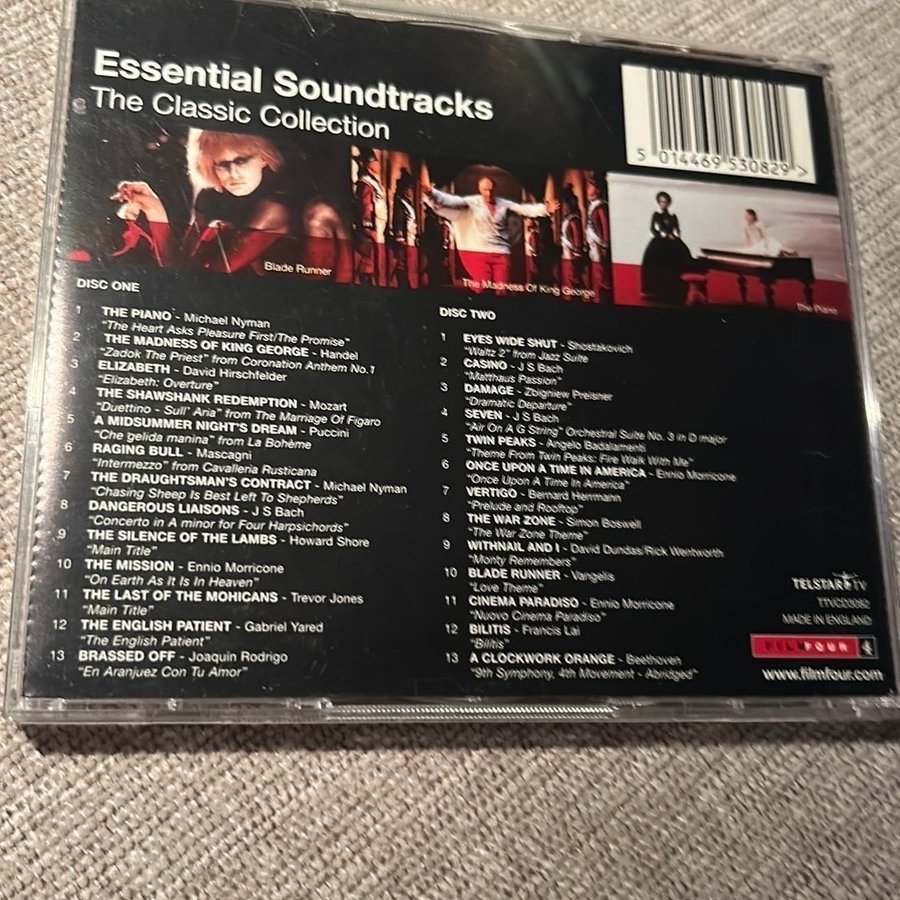 Essential Soundtracks
The Classic Collection
5 014469 530829 >
Blade Runner
The Madness Of King George
The Piano
DISC ONE
1 THE PIANO - Michael Nyman
"The Heart Asks Pleasure First/The Promise"
2 THE MADNESS OF KING GEORGE - Handel
"Zadok The Priest" from Coronation Anthem No.1
3 ELIZABETH - David Hirschfelder
"Elizabeth: Overture"
4 THE SHAWSHANK REDEMPTION - Mozart
"Duettino - Sull' Aria" from The Marriage Of Figaro
5 A MIDSUMMER NIGHT'S DREAM - Puccini
"Che gelida manina" from La Bohème
6 RAGING BULL - Mascagni
"Intermezzo" from Cavalleria Rusticana
7 THE DRAUGHTSMAN'S CONTRACT - Michael Nyman
"Chasing Sheep Is Best Left To Shepherds"
8 DANGEROUS LIAISONS - J S Bach
"Concerto in A minor for Four Harpsichords"
9 THE SILENCE OF THE LAMBS - Howard Shore
"Main Title"
10 THE MISSION - Ennio Morricone
"On Earth As It Is In Heaven"
11 THE LAST OF THE MOHICANS - Trevor Jones
"Main Title"
12 THE ENGLISH PATIENT - Gabriel Yared
"The English Patient"
13 BRASSED OFF - Joaquin Rodrigo
"En Aranjuez Con Tu Amor"
DISC TWO
1 EYES WIDE SHUT - Shostakovich
"Waltz 2" from Jazz Suite
2 CASINO - J S Bach
"Matthaus Passion"
3 DAMAGE - Zbigniew Preisner
"Dramatic Departure"
4 SEVEN - J S Bach
"Air On A G String" Orchestral Suite No. 3 in D major
5 TWIN PEAKS - Angelo Badalamenti
"Theme From Twin Peaks: Fire Walk With Me"
6 ONCE UPON A TIME IN AMERICA - Ennio Morricone
"Once Upon A Time In America"
7 VERTIGO - Bernard Herrmann
"Prelude and Rooftop"
8 THE WAR ZONE - Simon Boswell
"The War Zone Theme"
9 WITHNAIL AND I - David Dundas/Rick Wentworth
"Monty Remembers"
10 BLADE RUNNER - Vangelis
"Love Theme"
11 CINEMA PARADISO - Ennio Morricone
"Nuovo Cinema Paradiso"
12 BILITIS - Francis Lai
"Bilitis"
13 A CLOCKWORK ORANGE - Beethoven
"9th Symphony, 4th Movement - Abridged"
TELSTAR TV
TTVCD3082
MADE IN ENGLAND
FILMFOUR 4
www.filmfour.com